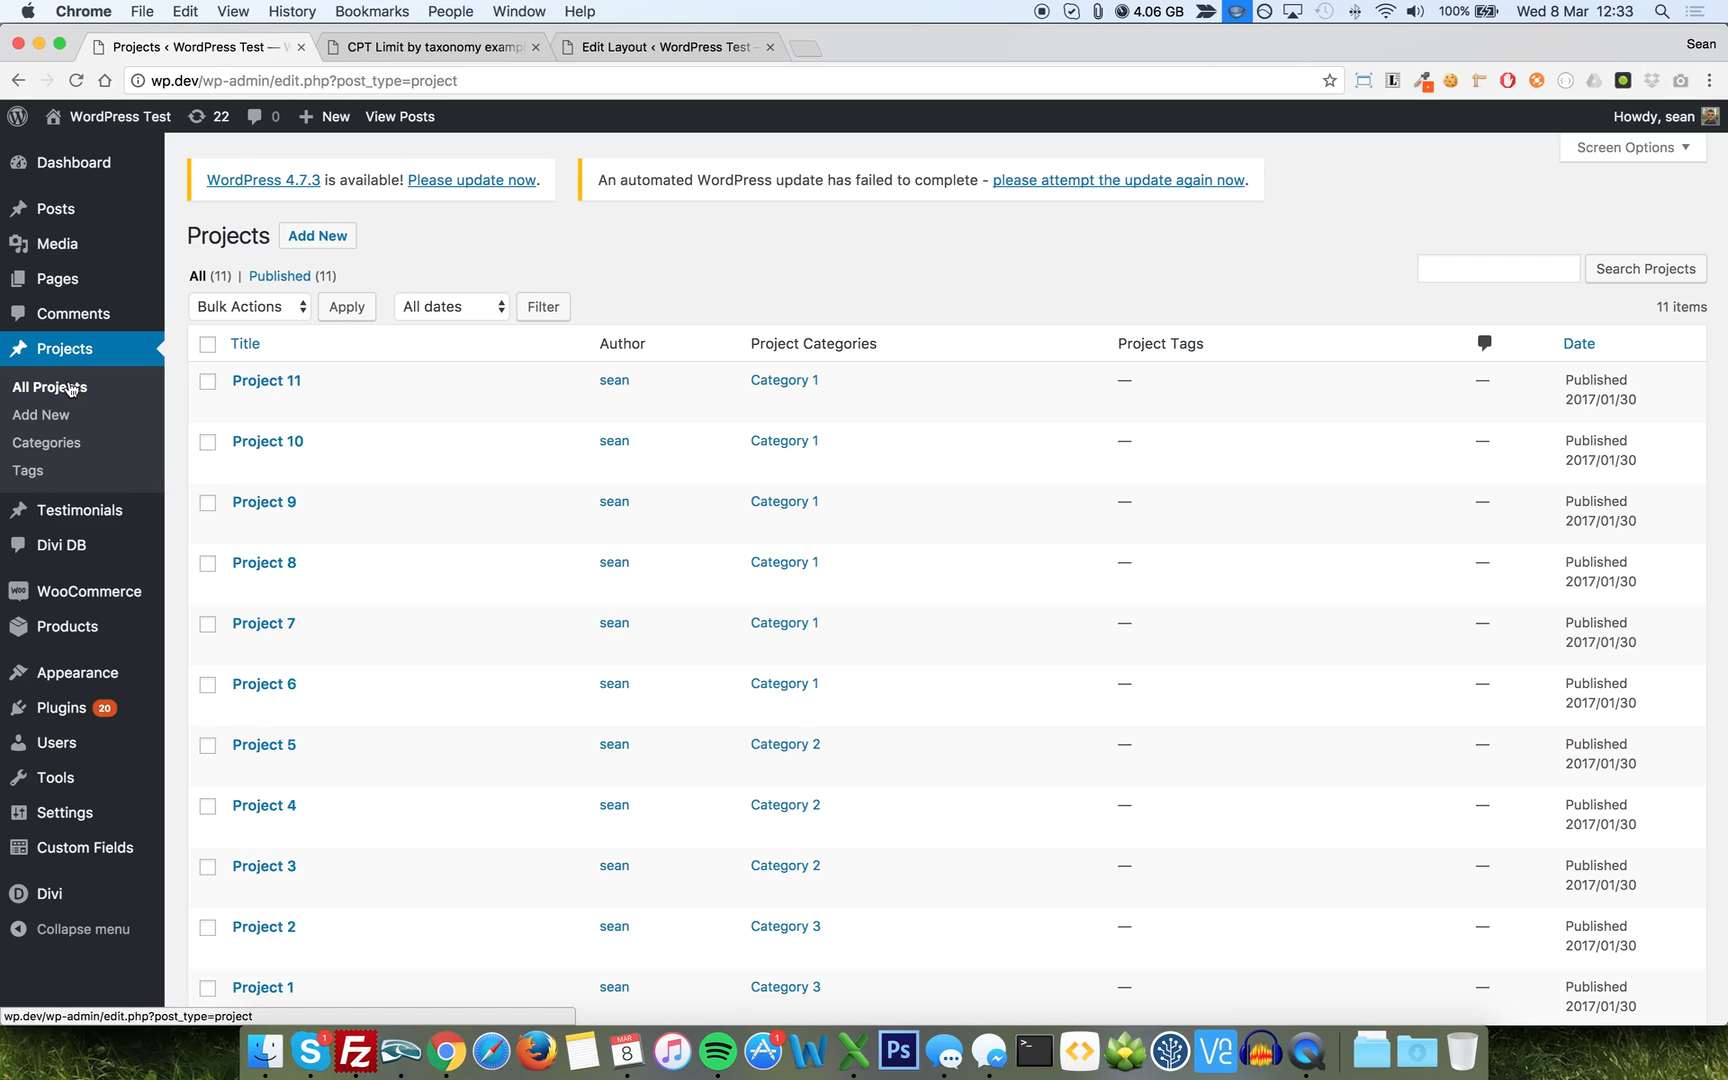 Chrome File Edit View History Bookmarks People Window Help 4.06 GB 100% Wed 8 Mar 12:33
Projects ‹ WordPress Test — W CPT Limit by taxonomy examp Edit Layout ‹ WordPress Test - Sean
wp.dev/wp-admin/edit.php?post_type=project
WordPress Test 22 0 New View Posts Howdy, sean
Screen Options
Dashboard
Posts
Media
Pages
Comments
Projects
All Projects
Add New
Categories
Tags
Testimonials
Divi DB
WooCommerce
Products
Appearance
Plugins 20
Users
Tools
Settings
Custom Fields
Divi
Collapse menu
WordPress 4.7.3 is available! Please update now.
An automated WordPress update has failed to complete - please attempt the update again now.
Projects Add New
All (11) | Published (11)
Search Projects
Bulk Actions Apply All dates Filter 11 items
Title Author Project Categories Project Tags Date
Project 11 sean Category 1 — — Published
2017/01/30
Project 10 sean Category 1 — — Published
2017/01/30
Project 9 sean Category 1 — — Published
2017/01/30
Project 8 sean Category 1 — — Published
2017/01/30
Project 7 sean Category 1 — — Published
2017/01/30
Project 6 sean Category 1 — — Published
2017/01/30
Project 5 sean Category 2 — — Published
2017/01/30
Project 4 sean Category 2 — — Published
2017/01/30
Project 3 sean Category 2 — — Published
2017/01/30
Project 2 sean Category 3 — — Published
2017/01/30
Project 1 sean Category 3 — — Published
2017/01/30
wp.dev/wp-admin/edit.php?post_type=project
1 FZ MAR 8 1 W X Ps